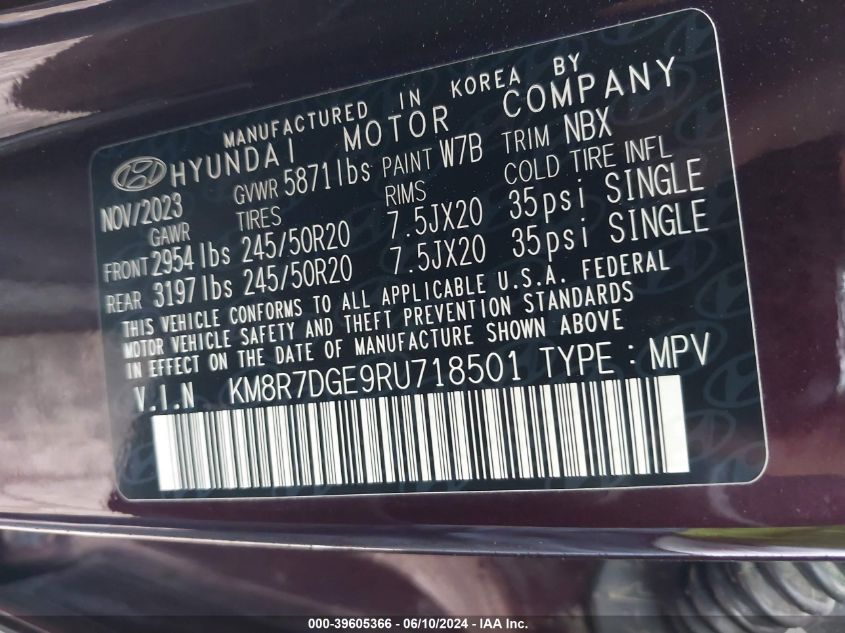 MANUFACTURED IN KOREA BY
HYUNDAI MOTOR COMPANY
NOV/2023 GVWR 5871lbs PAINT W7B TRIM NBX
GAWR TIRES RIMS COLD TIRE INFL
FRONT 2954lbs 245/50R20 7.5JX20 35psi SINGLE
REAR 3197lbs 245/50R20 7.5JX20 35psi SINGLE
THIS VEHICLE CONFORMS TO ALL APPLICABLE U.S.A. FEDERAL
MOTOR VEHICLE SAFETY AND THEFT PREVENTION STANDARDS
IN EFFECT ON THE DATE OF MANUFACTURE SHOWN ABOVE
V.I.N KM8R7DGE9RU718501 TYPE : MPV
000-39605366 - 06/10/2024 - IAA Inc.